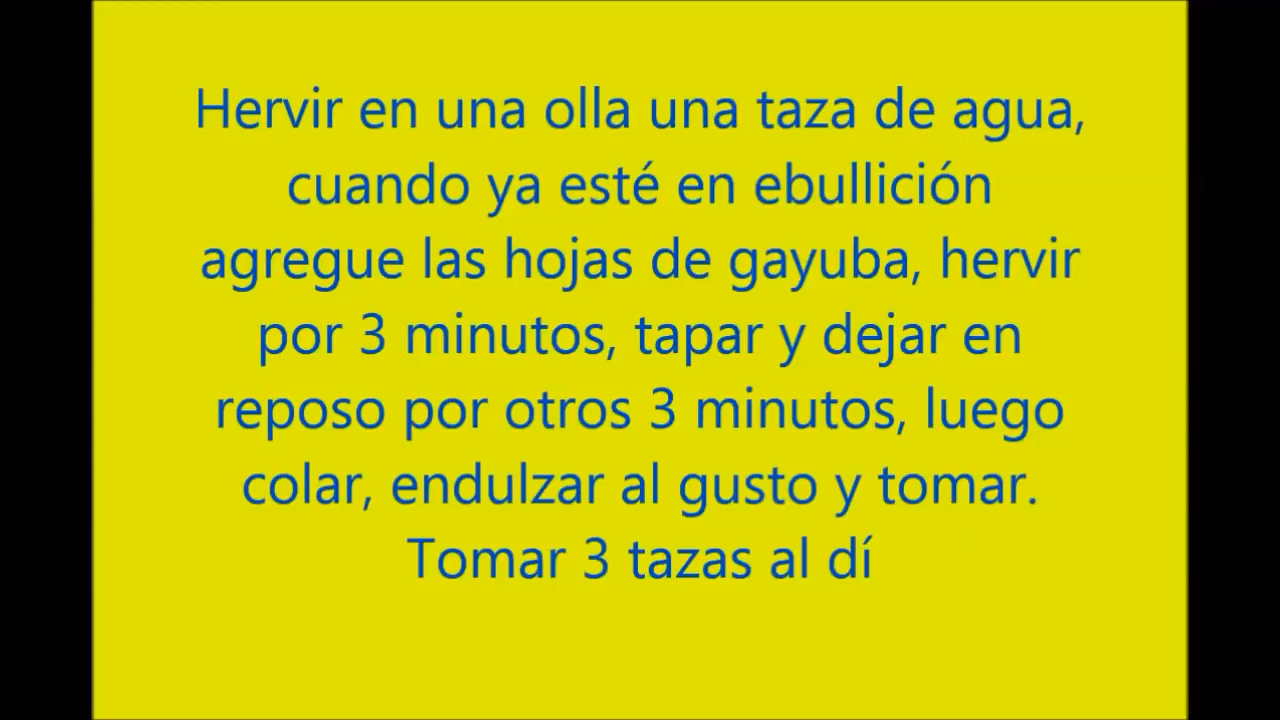 Hervir en una olla una taza de agua,
cuando ya esté en ebullición
agregue las hojas de gayuba, hervir
por 3 minutos, tapar y dejar en
reposo por otros 3 minutos, luego
colar, endulzar al gusto y tomar.
Tomar 3 tazas al dí